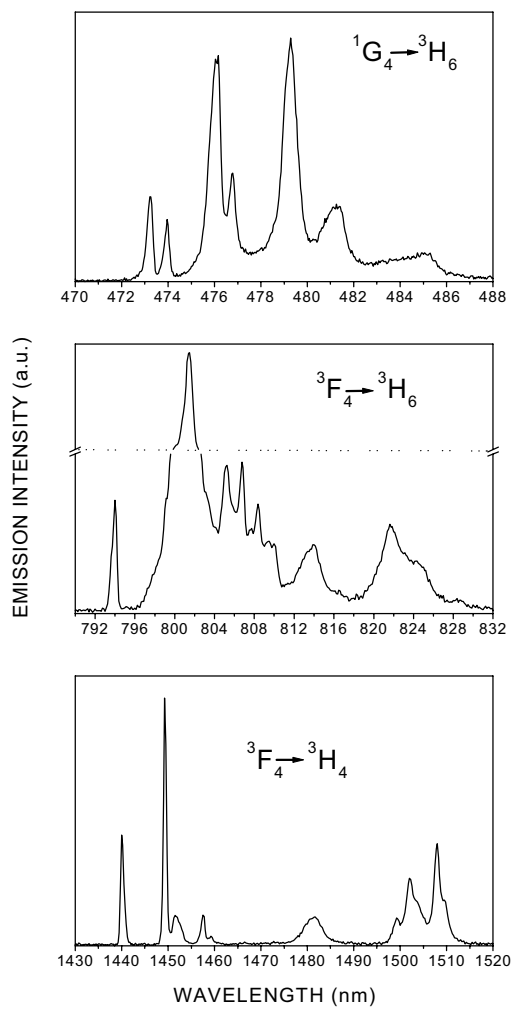 ¹G₄→³H₆
470 472 474 476 478 480 482 484 486 488
³F₄→³H₆
792 796 800 804 808 812 816 820 824 828 832
³F₄→³H₄
1430 1440 1450 1460 1470 1480 1490 1500 1510 1520
EMISSION INTENSITY (a.u.)
WAVELENGTH (nm)